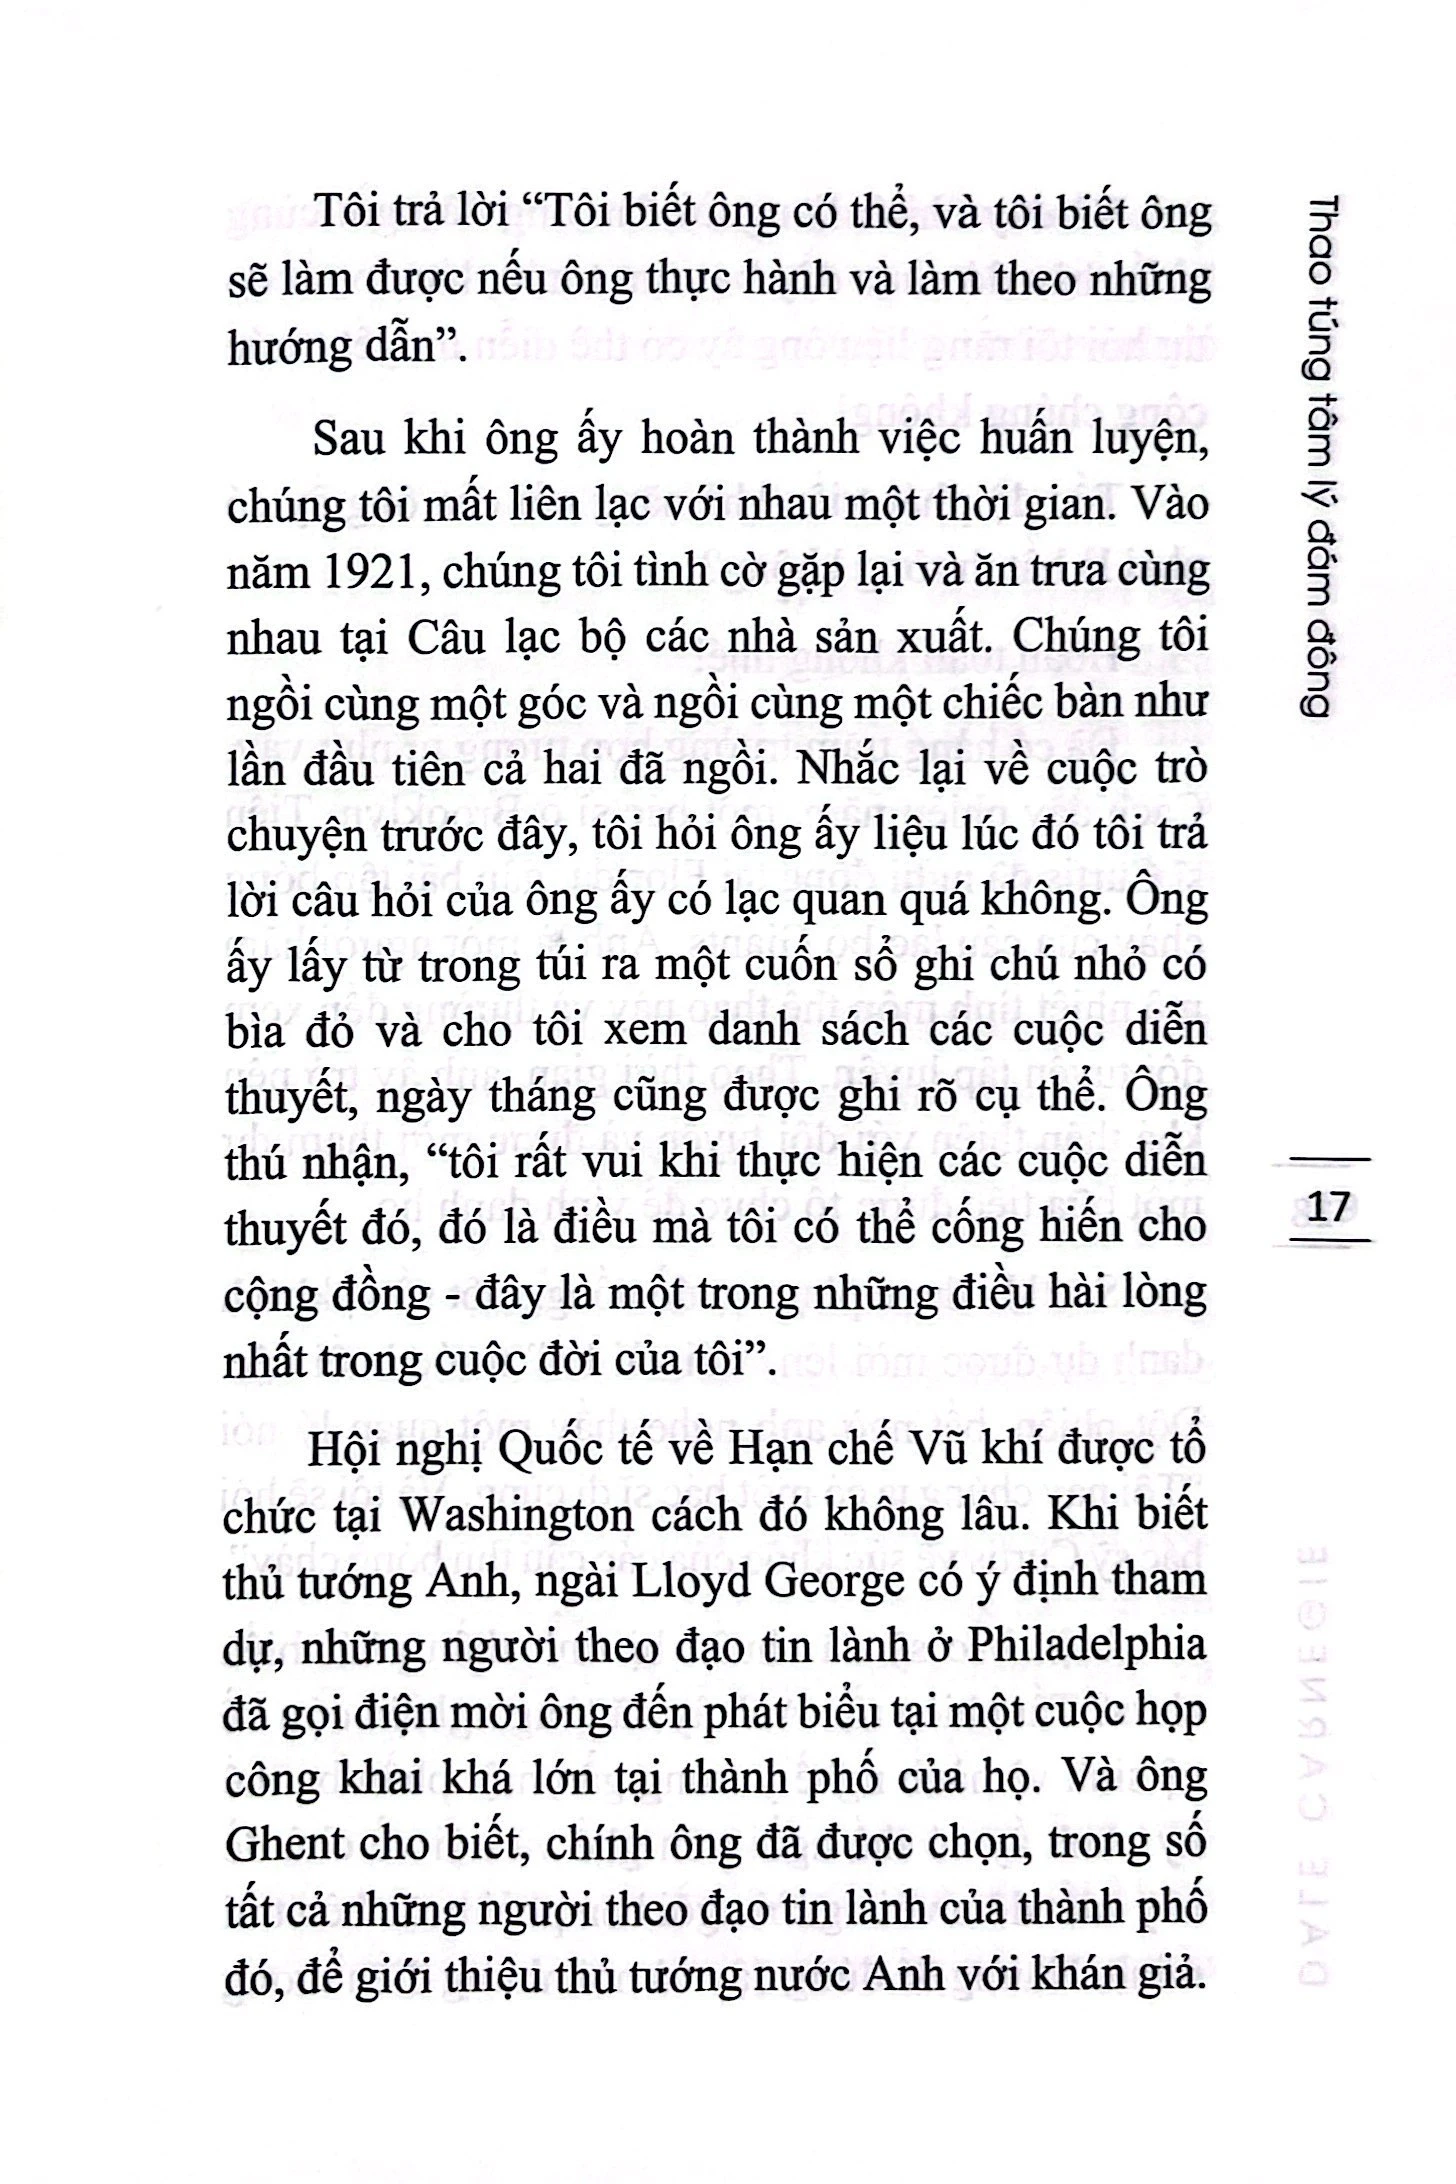 Tôi trả lời “Tôi biết ông có thể, và tôi biết ông
sẽ làm được nếu ông thực hành và làm theo những
hướng dẫn”.
Sau khi ông ấy hoàn thành việc huấn luyện,
chúng tôi mất liên lạc với nhau một thời gian. Vào
năm 1921, chúng tôi tình cờ gặp lại và ăn trưa cùng
nhau tại Câu lạc bộ các nhà sản xuất. Chúng tôi
ngồi cùng một góc và ngồi cùng một chiếc bàn như
lần đầu tiên cả hai đã ngồi. Nhắc lại về cuộc trò
chuyện trước đây, tôi hỏi ông ấy liệu lúc đó tôi trả
lời câu hỏi của ông ấy có lạc quan quá không. Ông
ấy lấy từ trong túi ra một cuốn sổ ghi chú nhỏ có
bìa đỏ và cho tôi xem danh sách các cuộc diễn
thuyết, ngày tháng cũng được ghi rõ cụ thể. Ông
thú nhận, “tôi rất vui khi thực hiện các cuộc diễn
thuyết đó, đó là điều mà tôi có thể cống hiến cho
cộng đồng - đây là một trong những điều hài lòng
nhất trong cuộc đời của tôi”.
Hội nghị Quốc tế về Hạn chế Vũ khí được tổ
chức tại Washington cách đó không lâu. Khi biết
thủ tướng Anh, ngài Lloyd George có ý định tham
dự, những người theo đạo tin lành ở Philadelphia
đã gọi điện mời ông đến phát biểu tại một cuộc họp
công khai khá lớn tại thành phố của họ. Và ông
Ghent cho biết, chính ông đã được chọn, trong số
tất cả những người theo đạo tin lành của thành phố
đó, để giới thiệu thủ tướng nước Anh với khán giả.
Thao túng tâm lý đám đông
17